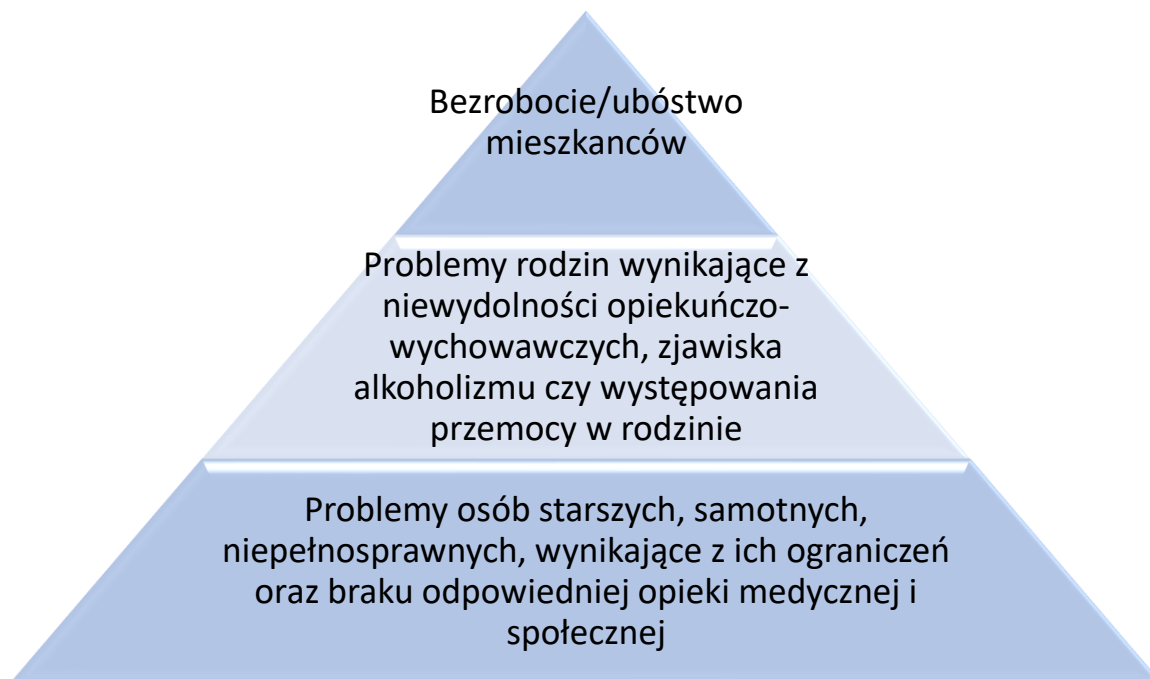 Bezrobocie/ubóstwo
mieszkanców
Problemy rodzin wynikające z
niewydolności opiekuńczo-
wychowawczych, zjawiska
alkoholizmu czy występowania
przemocy w rodzinie
Problemy osób starszych, samotnych,
niepełnosprawnych, wynikające z ich ograniczeń
oraz braku odpowiedniej opieki medycznej i
społecznej